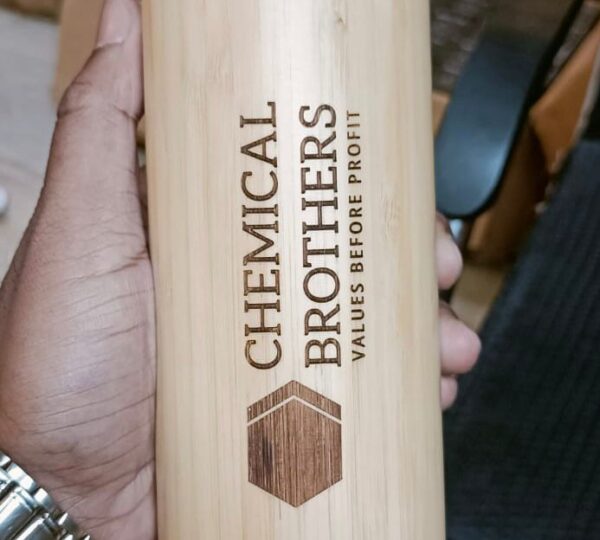 CHEMICAL
BROTHERS
VALUES BEFORE PROFIT